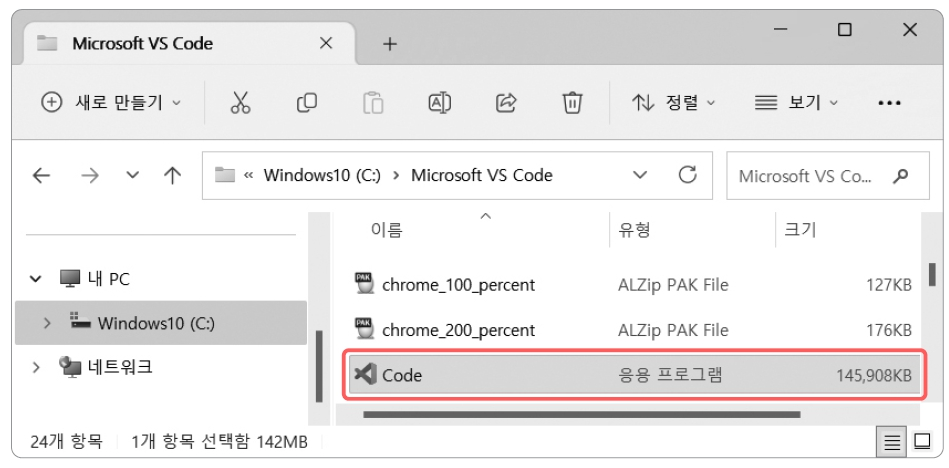 Microsoft VS Code
새로 만들기
정렬
보기
« Windows10 (C:) > Microsoft VS Code
Microsoft VS Co...
이름 유형 크기
내 PC
Windows10 (C:)
네트워크
PAK chrome_100_percent ALZip PAK File 127KB
PAK chrome_200_percent ALZip PAK File 176KB
Code 응용 프로그램 145,908KB
24개 항목 1개 항목 선택함 142MB